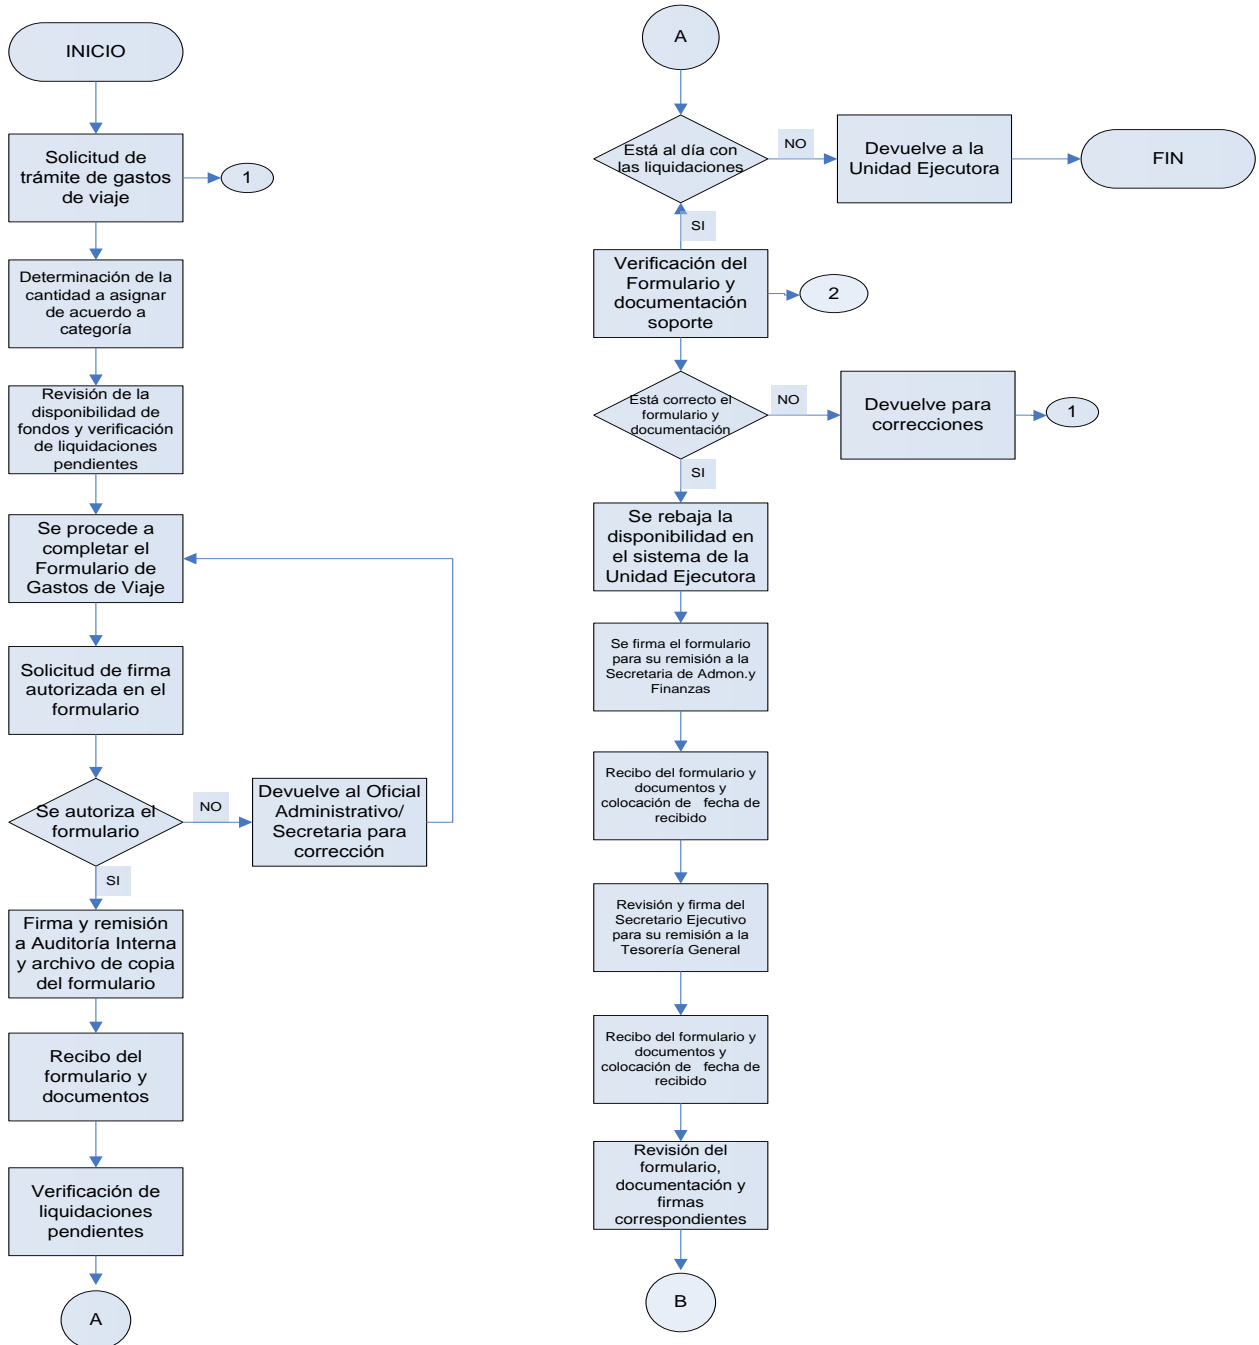 INICIO
Solicitud de
trámite de gastos
de viaje
1
Determinación de la
cantidad a asignar
de acuerdo a
categoría
Revisión de la
disponibilidad de
fondos y verificación
de liquidaciones
pendientes
Se procede a
completar el
Formulario de
Gastos de Viaje
Solicitud de firma
autorizada en el
formulario
Se autoriza el
formulario
NO
Devuelve al Oficial
Administrativo/
Secretaria para
corrección
SI
Firma y remisión
a Auditoría Interna
y archivo de copia
del formulario
Recibo del
formulario y
documentos
Verificación de
liquidaciones
pendientes
A
A
Está al día con
las liquidaciones
NO
Devuelve a la
Unidad Ejecutora
FIN
SI
Verificación del
Formulario y
documentación
soporte
2
Está correcto el
formulario y
documentación
NO
Devuelve para
correcciones
1
SI
Se rebaja la
disponibilidad en
el sistema de la
Unidad Ejecutora
Se firma el formulario
para su remisión a la
Secretaria de Admon.y
Finanzas
Recibo del formulario y
documentos y
colocación de fecha de
recibido
Revisión y firma del
Secretario Ejecutivo
para su remisión a la
Tesorería General
Recibo del formulario y
documentos y
colocación de fecha de
recibido
Revisión del
formulario,
documentación y
firmas
correspondientes
B